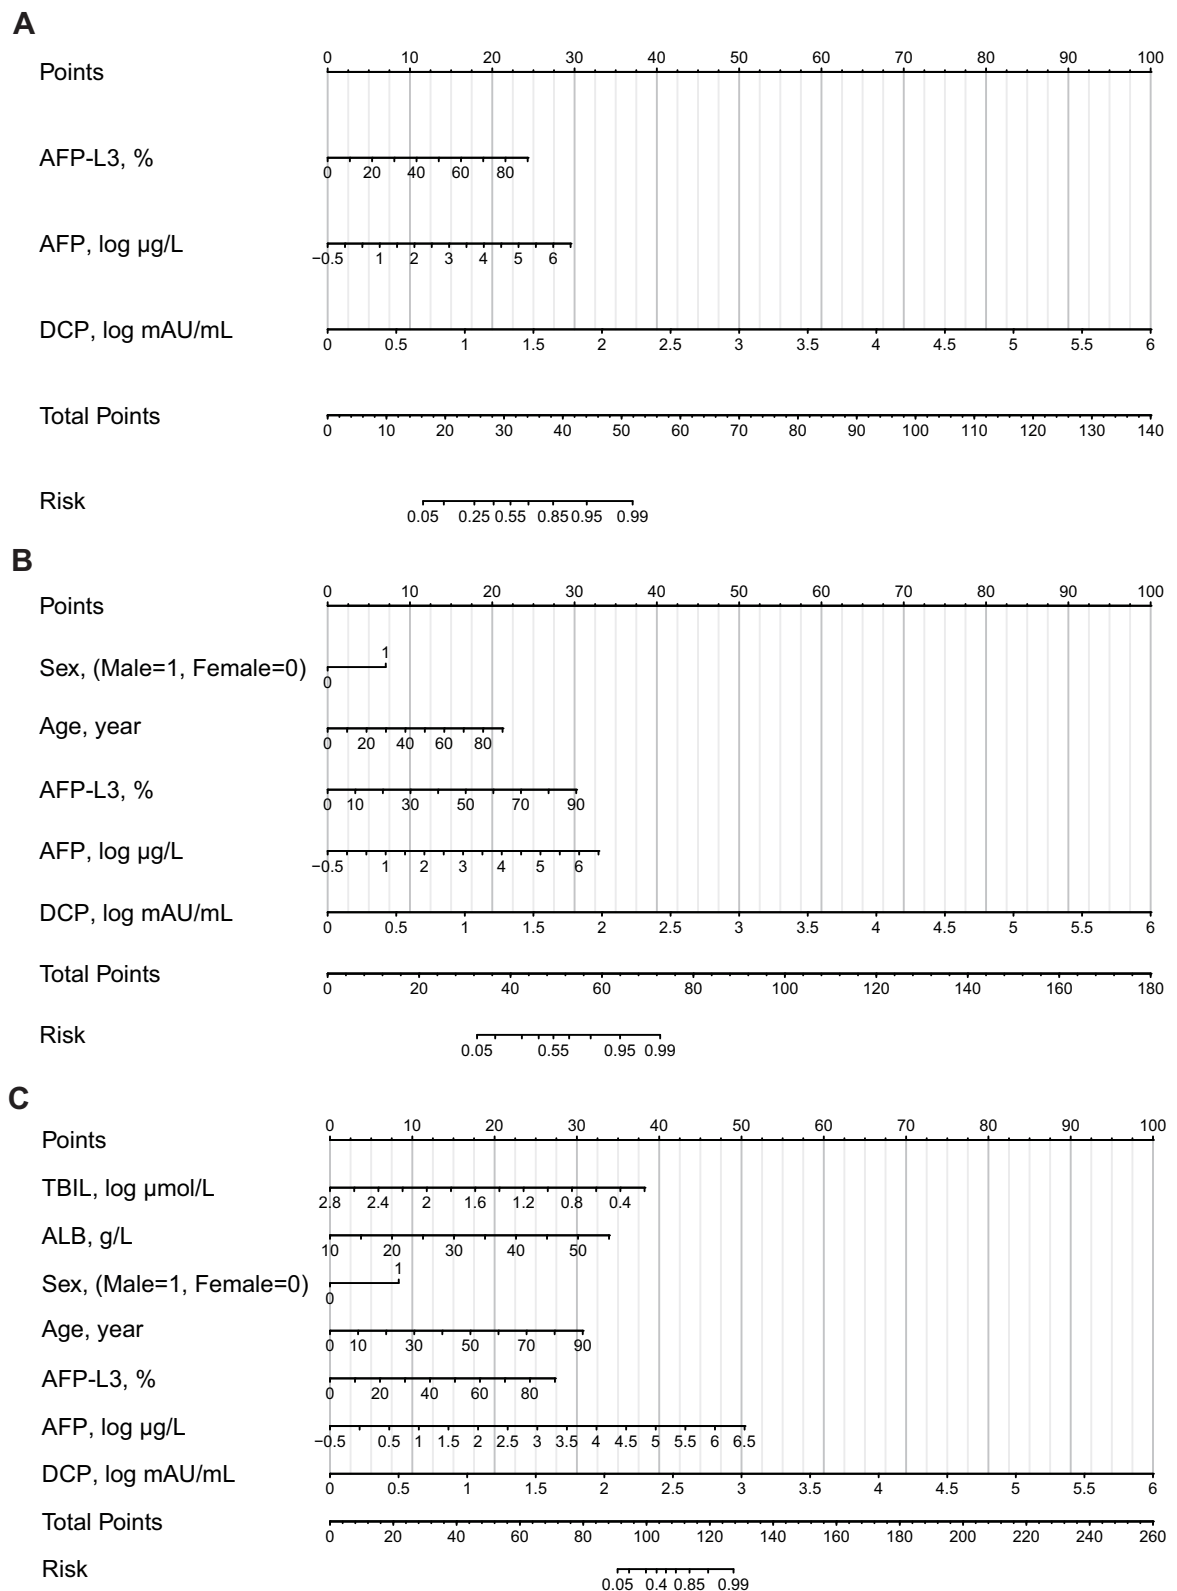 A
0 10 20 30 40 50 60 70 80 90 100
Points
AFP-L3, %
0 20 40 60 80
AFP, log µg/L
−0.5 1 2 3 4 5 6
DCP, log mAU/mL
0 0.5 1 1.5 2 2.5 3 3.5 4 4.5 5 5.5 6
Total Points
0 10 20 30 40 50 60 70 80 90 100 110 120 130 140
Risk
0.05 0.25 0.55 0.85 0.95 0.99
B
0 10 20 30 40 50 60 70 80 90 100
Points
1
Sex, (Male=1, Female=0)
0
Age, year
0 20 40 60 80
AFP-L3, %
0 10 30 50 70 90
AFP, log µg/L
−0.5 1 2 3 4 5 6
DCP, log mAU/mL
0 0.5 1 1.5 2 2.5 3 3.5 4 4.5 5 5.5 6
Total Points
0 20 40 60 80 100 120 140 160 180
Risk
0.05 0.55 0.95 0.99
C
0 10 20 30 40 50 60 70 80 90 100
Points
TBIL, log µmol/L
2.8 2.4 2 1.6 1.2 0.8 0.4
ALB, g/L
10 20 30 40 50
1
Sex, (Male=1, Female=0)
0
Age, year
0 10 30 50 70 90
AFP-L3, %
0 20 40 60 80
AFP, log µg/L
−0.5 0.5 1 1.5 2 2.5 3 3.5 4 4.5 5 5.5 6 6.5
DCP, log mAU/mL
0 0.5 1 1.5 2 2.5 3 3.5 4 4.5 5 5.5 6
Total Points
0 20 40 60 80 100 120 140 160 180 200 220 240 260
Risk
0.05 0.4 0.85 0.99